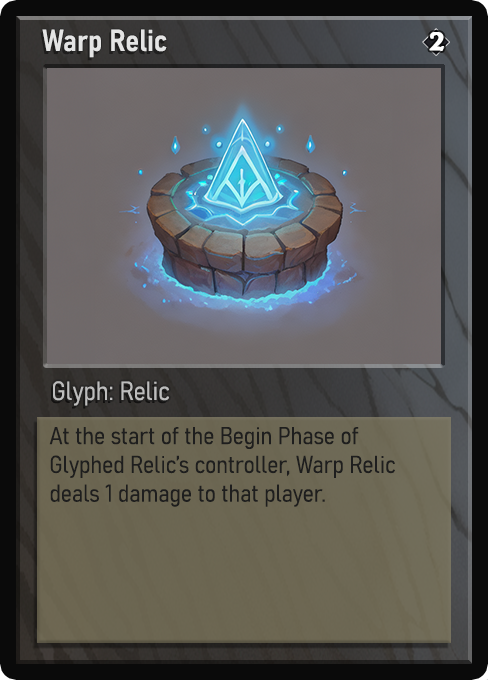 Warp Relic
2
Glyph: Relic
At the start of the Begin Phase of
Glyphed Relic's controller, Warp Relic
deals 1 damage to that player.